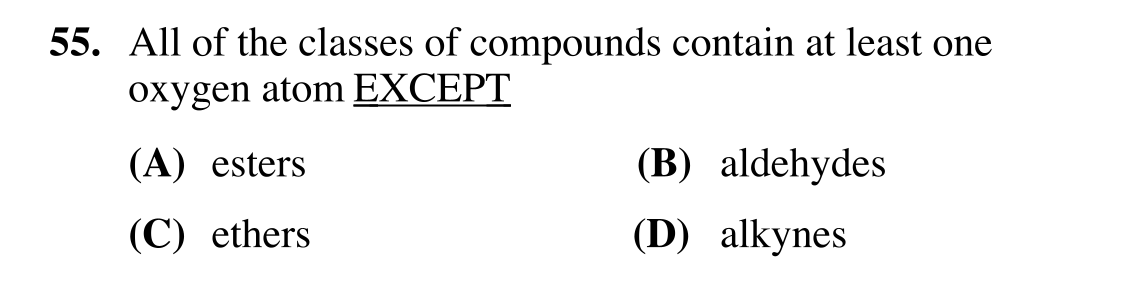 55. All of the classes of compounds contain at least one
oxygen atom EXCEPT
(A) esters (B) aldehydes
(C) ethers (D) alkynes